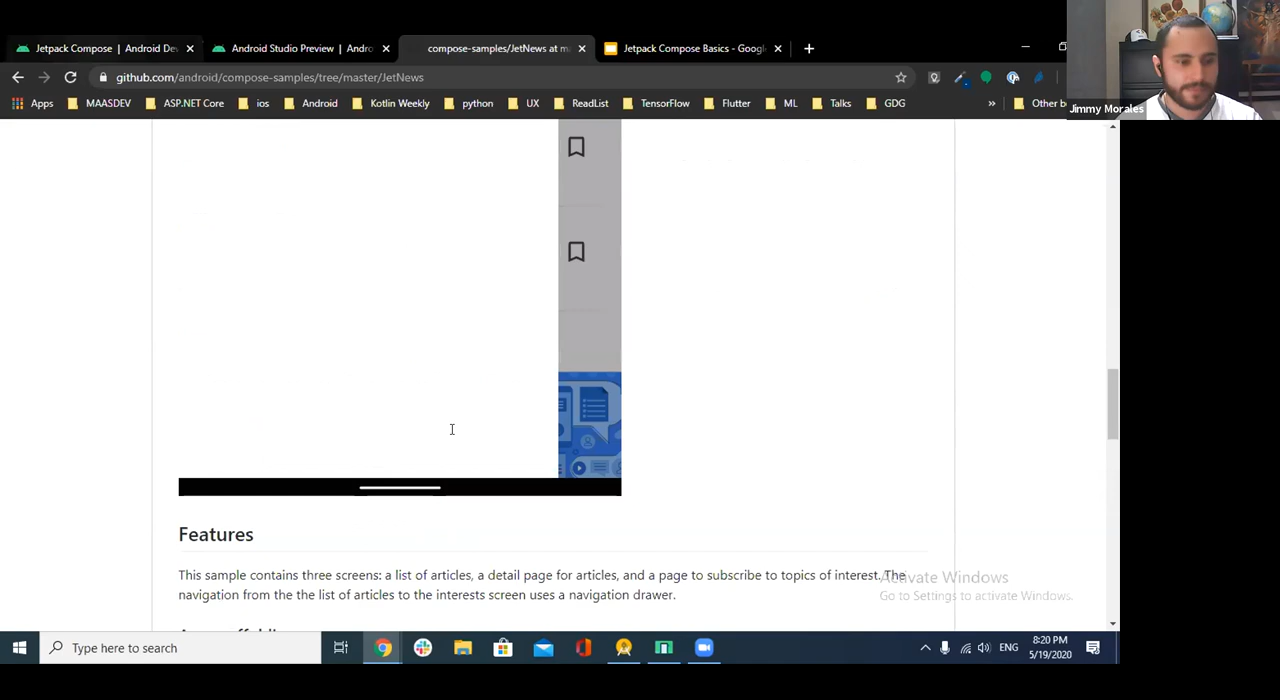 Jetpack Compose | Android De
Android Studio Preview | Andro
compose-samples/JetNews at m
Jetpack Compose Basics - Googl
github.com/android/compose-samples/tree/master/JetNews
Apps
MAASDEV
ASP.NET Core
ios
Android
Kotlin Weekly
python
UX
ReadList
TensorFlow
Flutter
ML
Talks
GDG
»
Other b
Jimmy Morales
Features
This sample contains three screens: a list of articles, a detail page for articles, and a page to subscribe to topics of interest. The
navigation from the the list of articles to the interests screen uses a navigation drawer.
Activate Windows
Go to Settings to activate Windows.
Type here to search
ENG
8:20 PM
5/19/2020